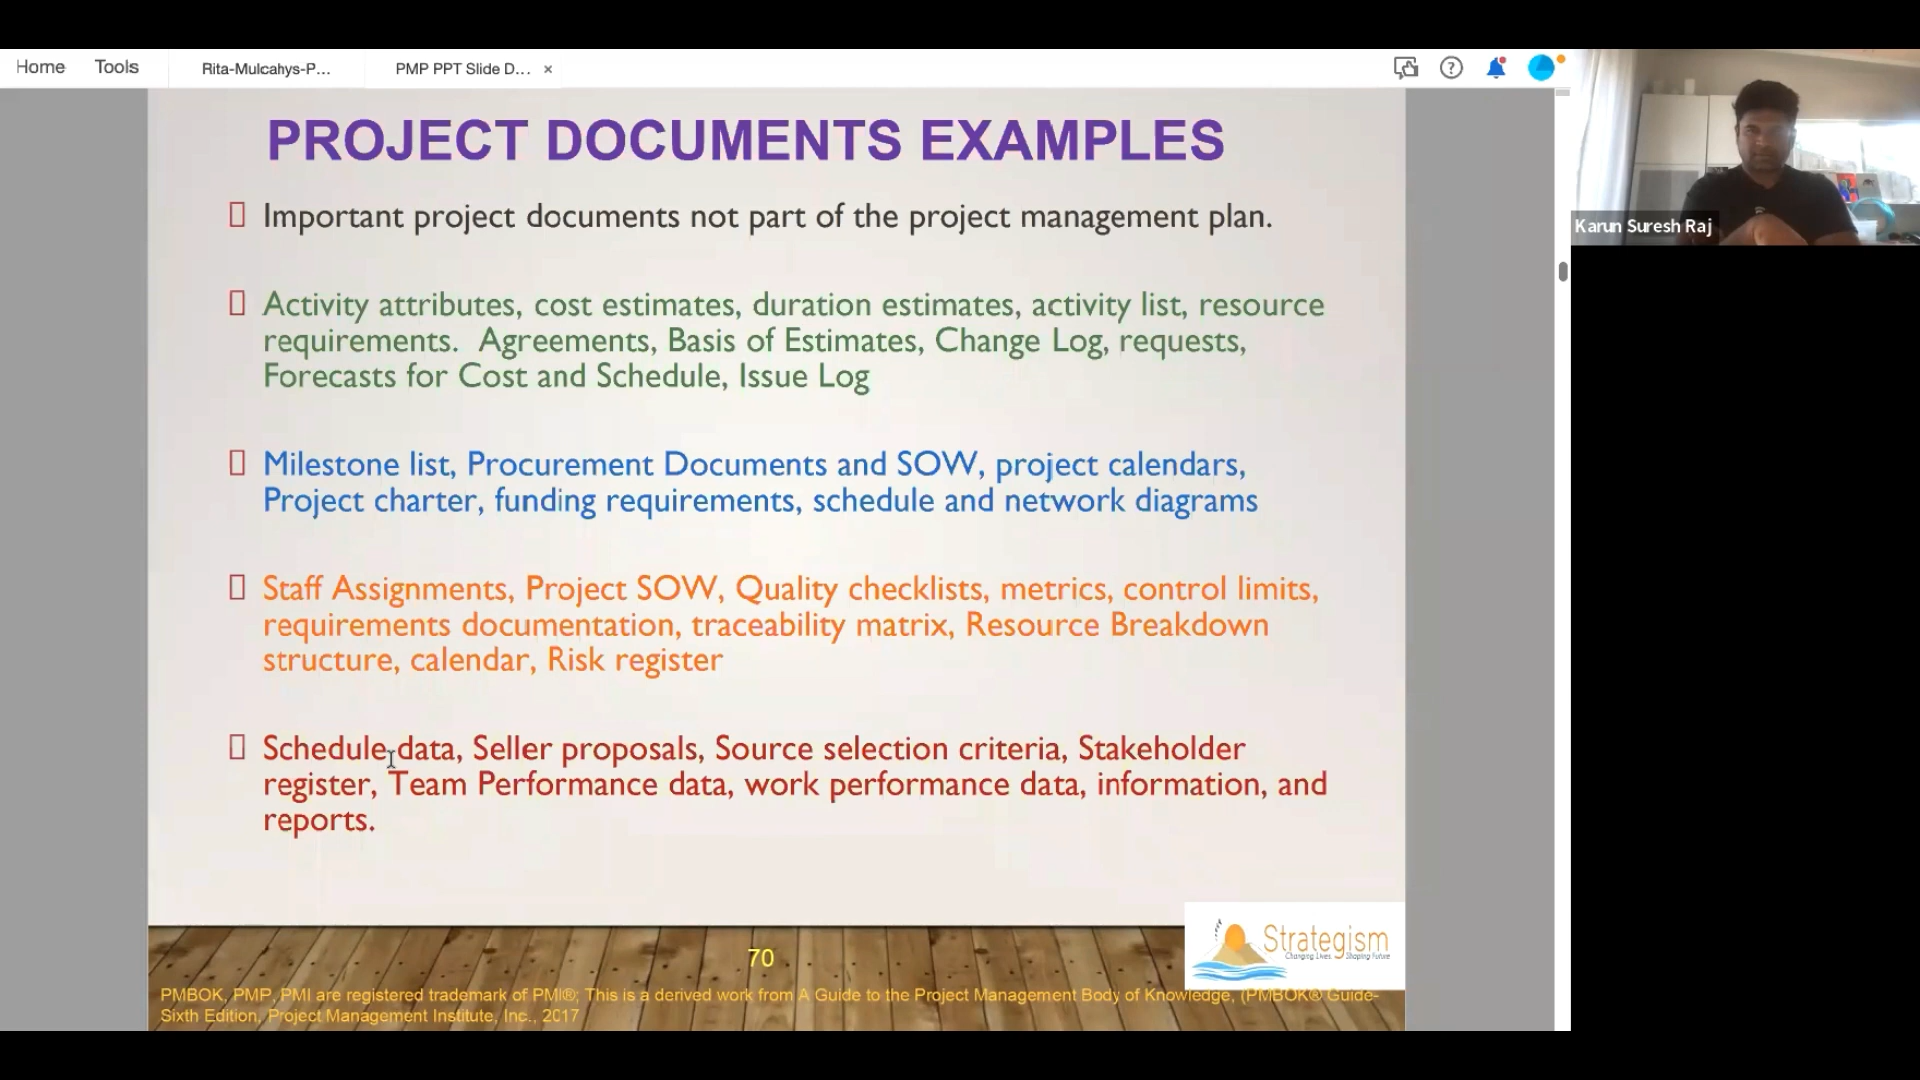 Home Tools Rita-Mulcahys-P... PMP PPT Slide D... ×
PROJECT DOCUMENTS EXAMPLES
Important project documents not part of the project management plan.
Activity attributes, cost estimates, duration estimates, activity list, resource
requirements. Agreements, Basis of Estimates, Change Log, requests,
Forecasts for Cost and Schedule, Issue Log
Milestone list, Procurement Documents and SOW, project calendars,
Project charter, funding requirements, schedule and network diagrams
Staff Assignments, Project SOW, Quality checklists, metrics, control limits,
requirements documentation, traceability matrix, Resource Breakdown
structure, calendar, Risk register
Schedule data, Seller proposals, Source selection criteria, Stakeholder
register, Team Performance data, work performance data, information, and
reports.
70
Strategism
Changing Lives. Shaping Future
PMBOK, PMP, PMI are registered trademark of PMI®; This is a derived work from A Guide to the Project Management Body of Knowledge, (PMBOK® Guide-
Sixth Edition, Project Management Institute, Inc., 2017
Karun Suresh Raj